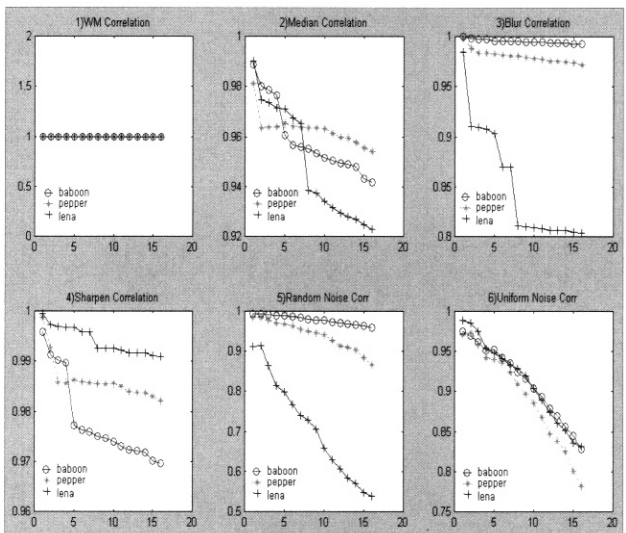 1)WM Correlation
2
1.5
1
0.5
0
0 5 10 15 20
baboon
pepper
lena
2)Median Correlation
0.98
0.96
0.94
0.92
0 5 10 15 20
baboon
pepper
lena
3)Blur Correlation
1
0.95
0.9
0.85
0.8
0 5 10 15 20
baboon
pepper
lena
4)Sharpen Correlation
1
0.99
0.98
0.97
0.96
0 5 10 15 20
baboon
pepper
lena
5)Random Noise Corr
1
0.9
0.8
0.7
0.6
0.5
0 5 10 15 20
baboon
pepper
lena
6)Uniform Noise Corr
1
0.95
0.9
0.85
0.8
0.75
0 5 10 15 20
baboon
pepper
lena